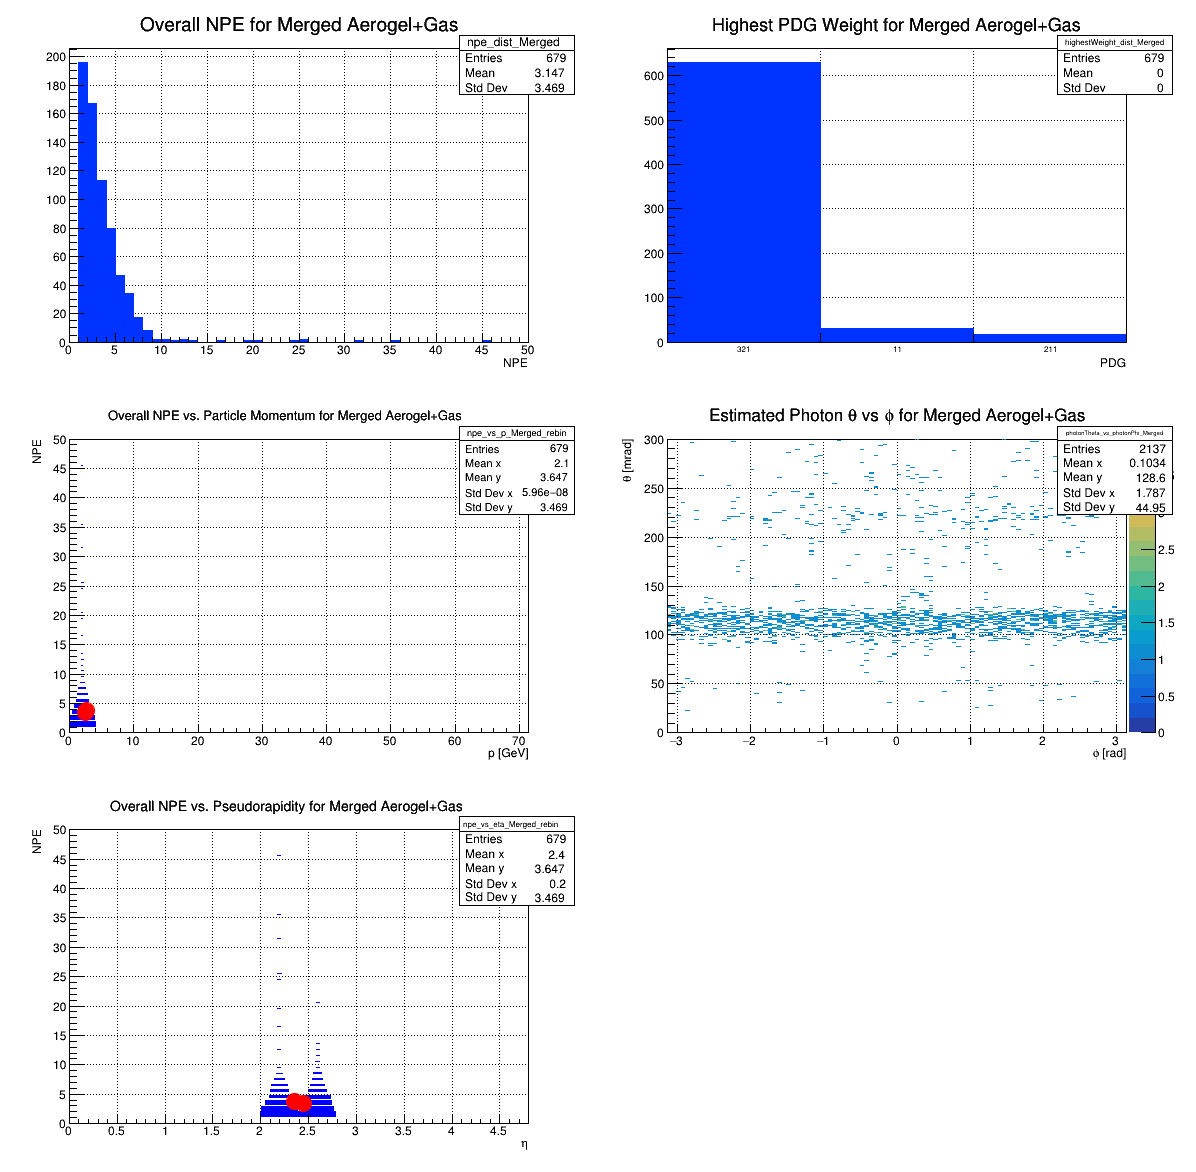 Overall NPE for Merged Aerogel+Gas
npe_dist_Merged
Entries 679
Mean 3.147
Std Dev 3.469
200
180
160
140
120
100
80
60
40
20
0
0 5 10 15 20 25 30 35 40 45 50
NPE
Highest PDG Weight for Merged Aerogel+Gas
highestWeight_dist_Merged
Entries 679
Mean 0
Std Dev 0
600
500
400
300
200
100
0
321 11 211
PDG
Overall NPE vs. Particle Momentum for Merged Aerogel+Gas
npe_vs_p_Merged_rebin
Entries 679
Mean x 2.1
Mean y 3.647
Std Dev x 5.96e−08
Std Dev y 3.469
NPE
50
45
40
35
30
25
20
15
10
5
0
0 10 20 30 40 50 60 70
p [GeV]
Estimated Photon θ vs ϕ for Merged Aerogel+Gas
photonTheta_vs_photonPhi_Merged
Entries 2137
Mean x 0.1034
Mean y 128.6
Std Dev x 1.787
Std Dev y 44.95
θ [mrad]
300
250
200
150
100
50
0
−3 −2 −1 0 1 2 3
ϕ [rad]
2.5
2
1.5
1
0.5
0
Overall NPE vs. Pseudorapidity for Merged Aerogel+Gas
npe_vs_eta_Merged_rebin
Entries 679
Mean x 2.4
Mean y 3.647
Std Dev x 0.2
Std Dev y 3.469
NPE
50
45
40
35
30
25
20
15
10
5
0
0 0.5 1 1.5 2 2.5 3 3.5 4 4.5
η